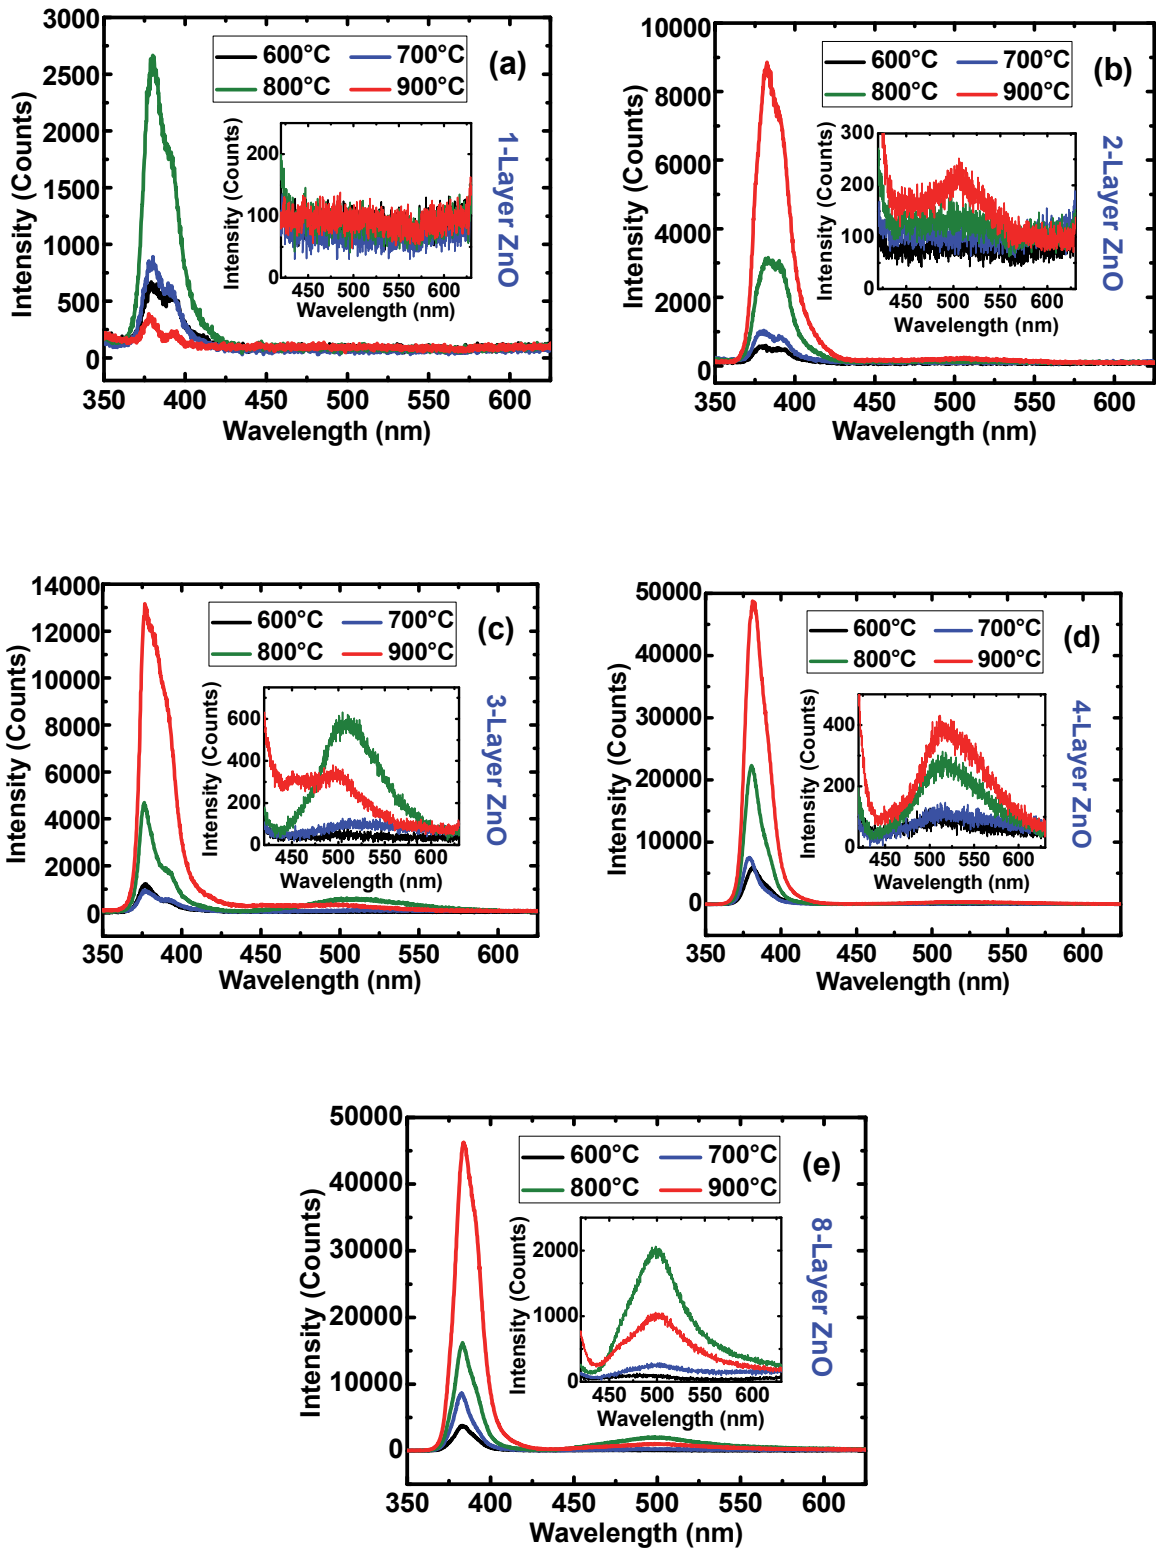 (a)
1-Layer ZnO
600°C 700°C
800°C 900°C
Intensity (Counts)
3000
2500
2000
1500
1000
500
0
350 400 450 500 550 600
Wavelength (nm)
Intensity (Counts)
200
100
0
450 500 550 600
Wavelength (nm)
(b)
2-Layer ZnO
600°C 700°C
800°C 900°C
Intensity (Counts)
10000
8000
6000
4000
2000
0
350 400 450 500 550 600
Wavelength (nm)
Intensity (Counts)
300
200
100
0
450 500 550 600
Wavelength (nm)
(c)
3-Layer ZnO
600°C 700°C
800°C 900°C
Intensity (Counts)
14000
12000
10000
8000
6000
4000
2000
0
350 400 450 500 550 600
Wavelength (nm)
Intensity (Counts)
600
400
200
0
450 500 550 600
Wavelength (nm)
(d)
4-Layer ZnO
600°C 700°C
800°C 900°C
Intensity (Counts)
50000
40000
30000
20000
10000
0
350 400 450 500 550 600
Wavelength (nm)
Intensity (Counts)
400
200
0
450 500 550 600
Wavelength (nm)
(e)
8-Layer ZnO
600°C 700°C
800°C 900°C
Intensity (Counts)
50000
40000
30000
20000
10000
0
350 400 450 500 550 600
Wavelength (nm)
Intensity (Counts)
2000
1000
0
450 500 550 600
Wavelength (nm)